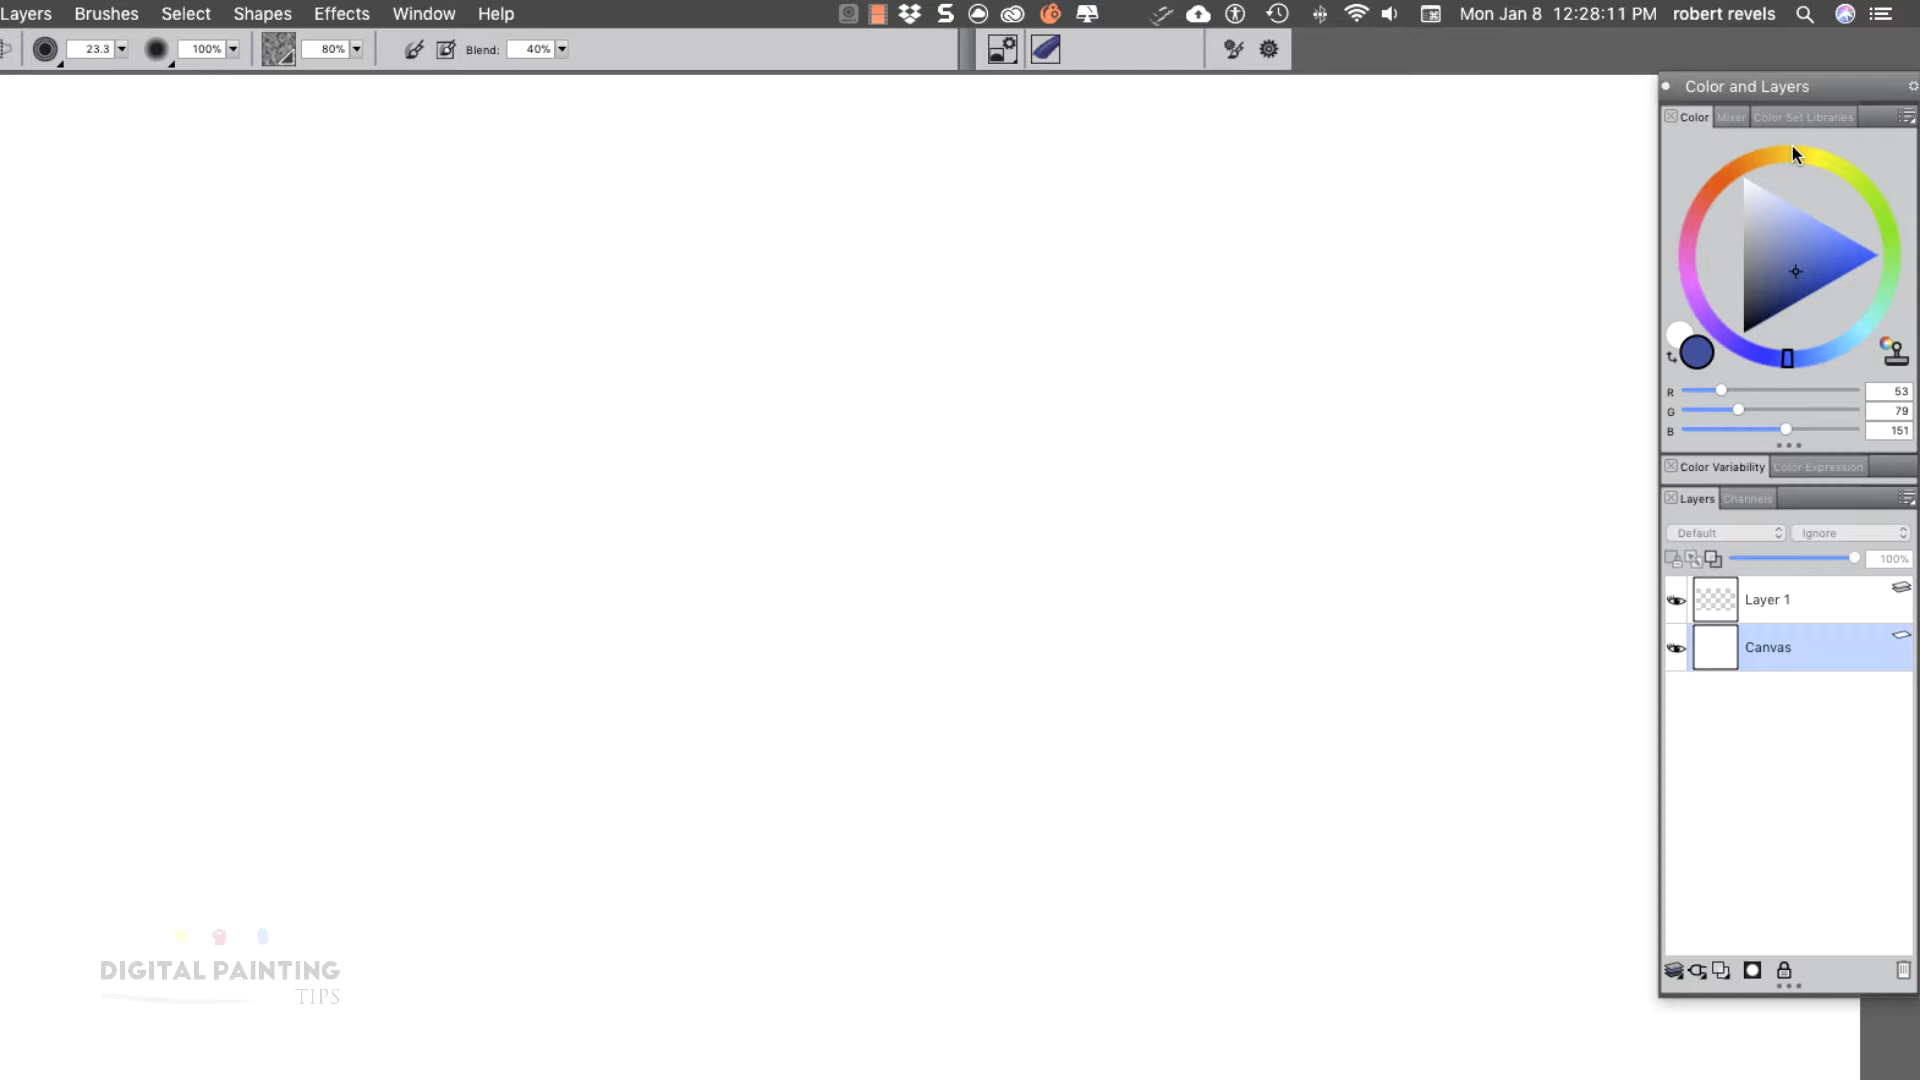 Layers Brushes Select Shapes Effects Window Help Mon Jan 8 12:28:11 PM robert revels
23.3 100% 80% Blend: 40%
Color and Layers
Color Mixer Color Set Libraries
R 53
G 79
B 151
Color Variability Color Expression
Layers Channels
Default Ignore
100%
Layer 1
Canvas
DIGITAL PAINTING
TIPS